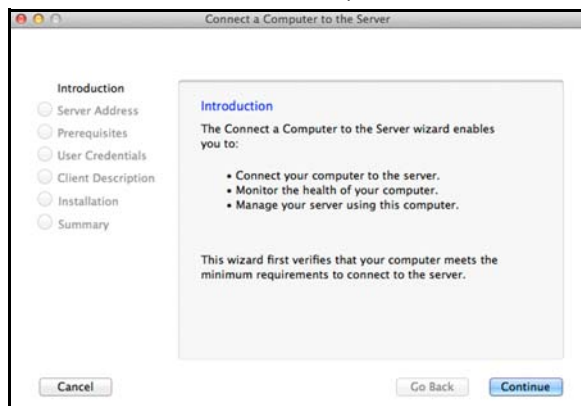 Connect a Computer to the Server
Introduction
Server Address
Prerequisites
User Credentials
Client Description
Installation
Summary
Introduction
The Connect a Computer to the Server wizard enables
you to:
• Connect your computer to the server.
• Monitor the health of your computer.
• Manage your server using this computer.
This wizard first verifies that your computer meets the
minimum requirements to connect to the server.
Cancel
Go Back
Continue